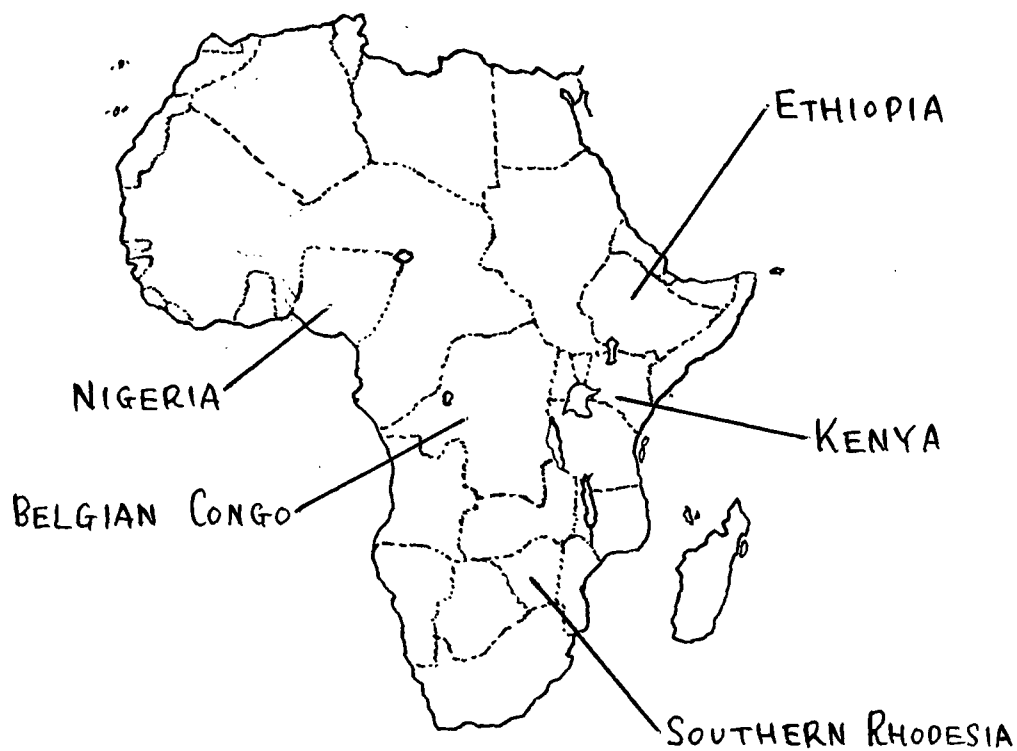 ETHIOPIA
NIGERIA
KENYA
BELGIAN CONGO
SOUTHERN RHODESIA